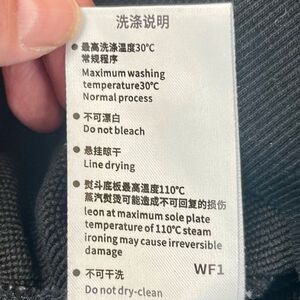 洗涤说明
● 最高洗涤温度30℃
常规程序
Maximum washing
temperature30℃
Normal process
● 不可漂白
Do not bleach
● 悬挂晾干
Line drying
● 熨斗底板最高温度110℃
蒸汽熨烫可能造成不可回复的损伤
leon at maximum sole plate
temperature of 110℃ steam
ironing may cause irreversible
damage
WF1
● 不可干洗
Do not dry-clean